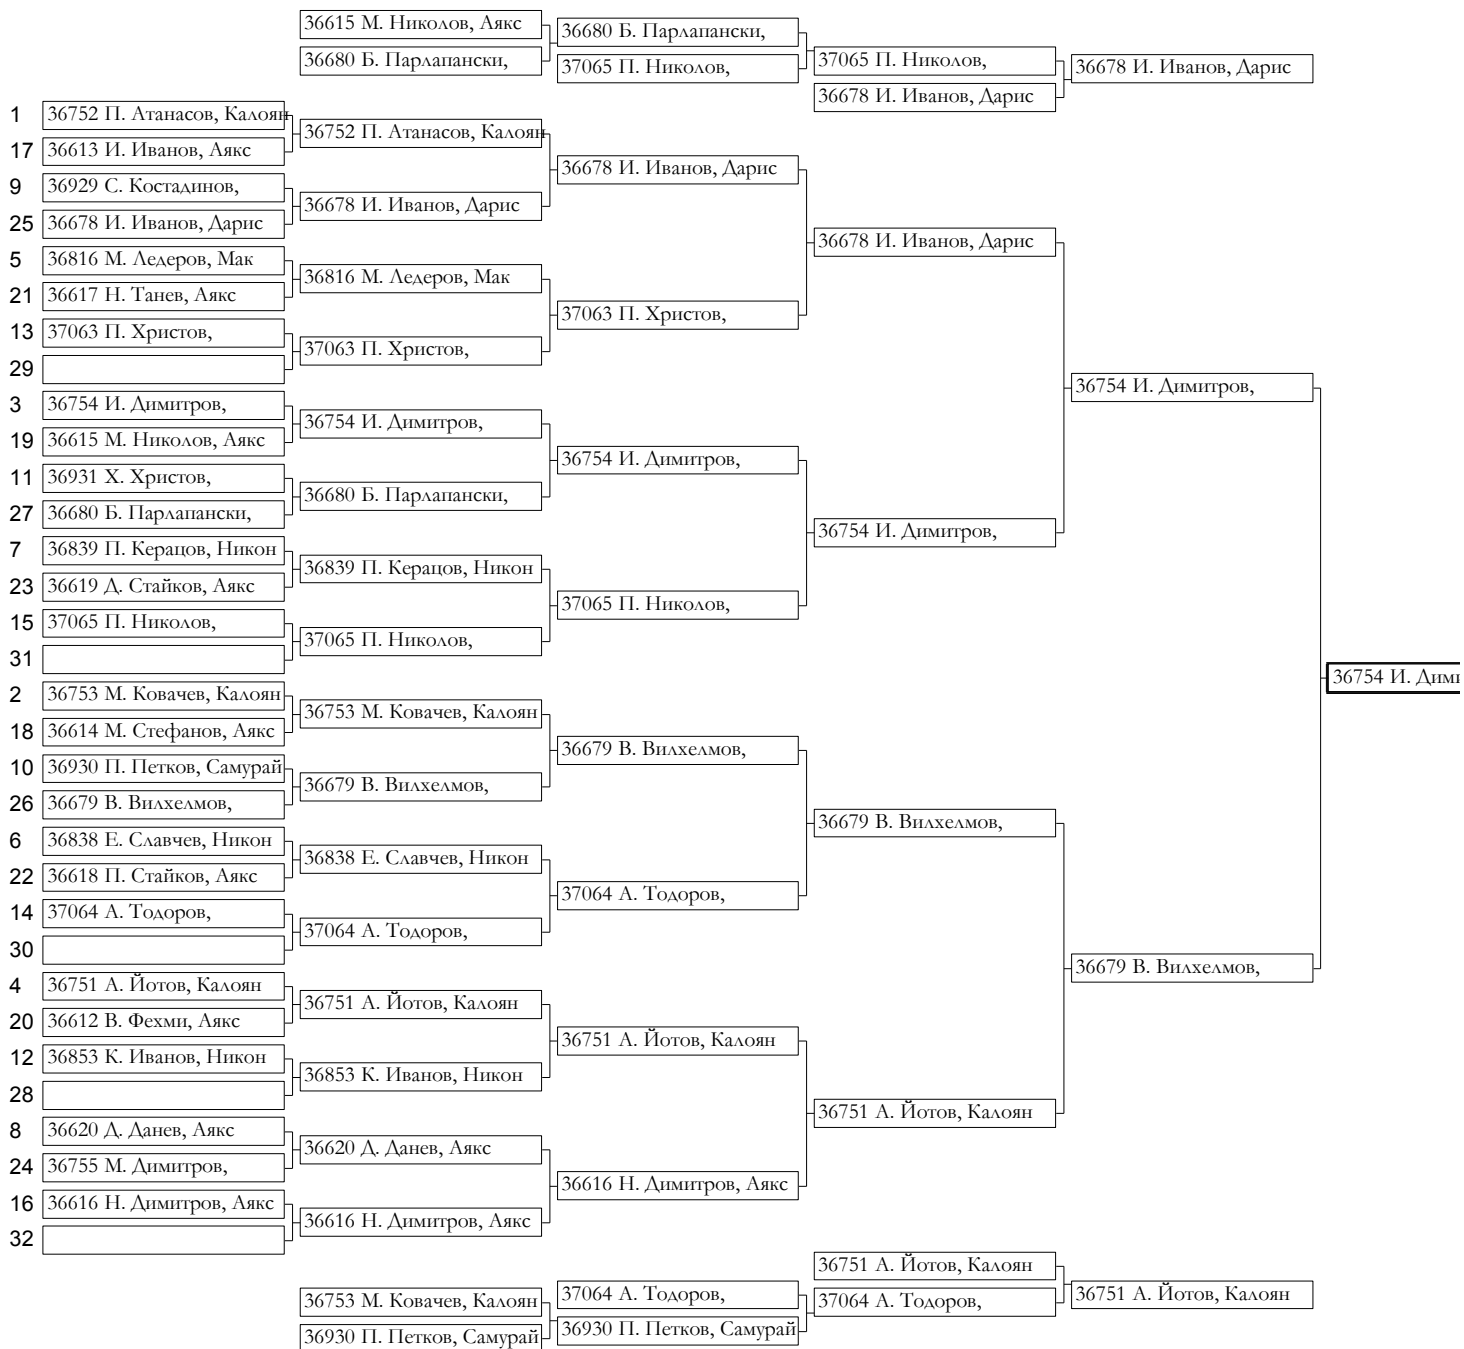 36615 М. Николов, Аякс
36680 Б. Парлапански,
36680 Б. Парлапански,
37065 П. Николов,
37065 П. Николов,
36678 И. Иванов, Дарис
36678 И. Иванов, Дарис
1 36752 П. Атанасов, Калоян
17 36613 И. Иванов, Аякс
9 36929 С. Костадинов,
25 36678 И. Иванов, Дарис
5 36816 М. Ледеров, Мак
21 36617 Н. Танев, Аякс
13 37063 П. Христов,
29
3 36754 И. Димитров,
19 36615 М. Николов, Аякс
11 36931 Х. Христов,
27 36680 Б. Парлапански,
7 36839 П. Керацов, Никон
23 36619 Д. Стайков, Аякс
15 37065 П. Николов,
31
2 36753 М. Ковачев, Калоян
18 36614 М. Стефанов, Аякс
10 36930 П. Петков, Самурай
26 36679 В. Вилхелмов,
6 36838 Е. Славчев, Никон
22 36618 П. Стайков, Аякс
14 37064 А. Тодоров,
30
4 36751 А. Йотов, Калоян
20 36612 В. Фехми, Аякс
12 36853 К. Иванов, Никон
28
8 36620 Д. Данев, Аякс
24 36755 М. Димитров,
16 36616 Н. Димитров, Аякс
32
36752 П. Атанасов, Калоян
36678 И. Иванов, Дарис
36816 М. Ледеров, Мак
37063 П. Христов,
36754 И. Димитров,
36680 Б. Парлапански,
36839 П. Керацов, Никон
37065 П. Николов,
36753 М. Ковачев, Калоян
36679 В. Вилхелмов,
36838 Е. Славчев, Никон
37064 А. Тодоров,
36751 А. Йотов, Калоян
36853 К. Иванов, Никон
36620 Д. Данев, Аякс
36616 Н. Димитров, Аякс
36678 И. Иванов, Дарис
37063 П. Христов,
36754 И. Димитров,
37065 П. Николов,
36679 В. Вилхелмов,
37064 А. Тодоров,
36751 А. Йотов, Калоян
36616 Н. Димитров, Аякс
36678 И. Иванов, Дарис
36754 И. Димитров,
36679 В. Вилхелмов,
36751 А. Йотов, Калоян
36754 И. Димитров,
36679 В. Вилхелмов,
36754 И.
36753 М. Ковачев, Калоян
36930 П. Петков, Самурай
37064 А. Тодоров,
36930 П. Петков, Самурай
36751 А. Йотов, Калоян
37064 А. Тодоров,
36751 А. Йотов, Калоян